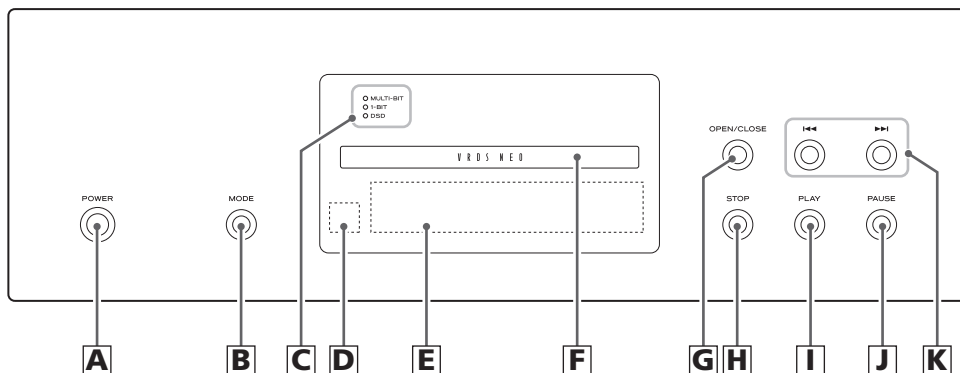 MULTI-BIT
1-BIT
DSD
VRDS NEO
OPEN/CLOSE
POWER
MODE
STOP
PLAY
PAUSE
A
B
C
D
E
F
G
H
I
J
K